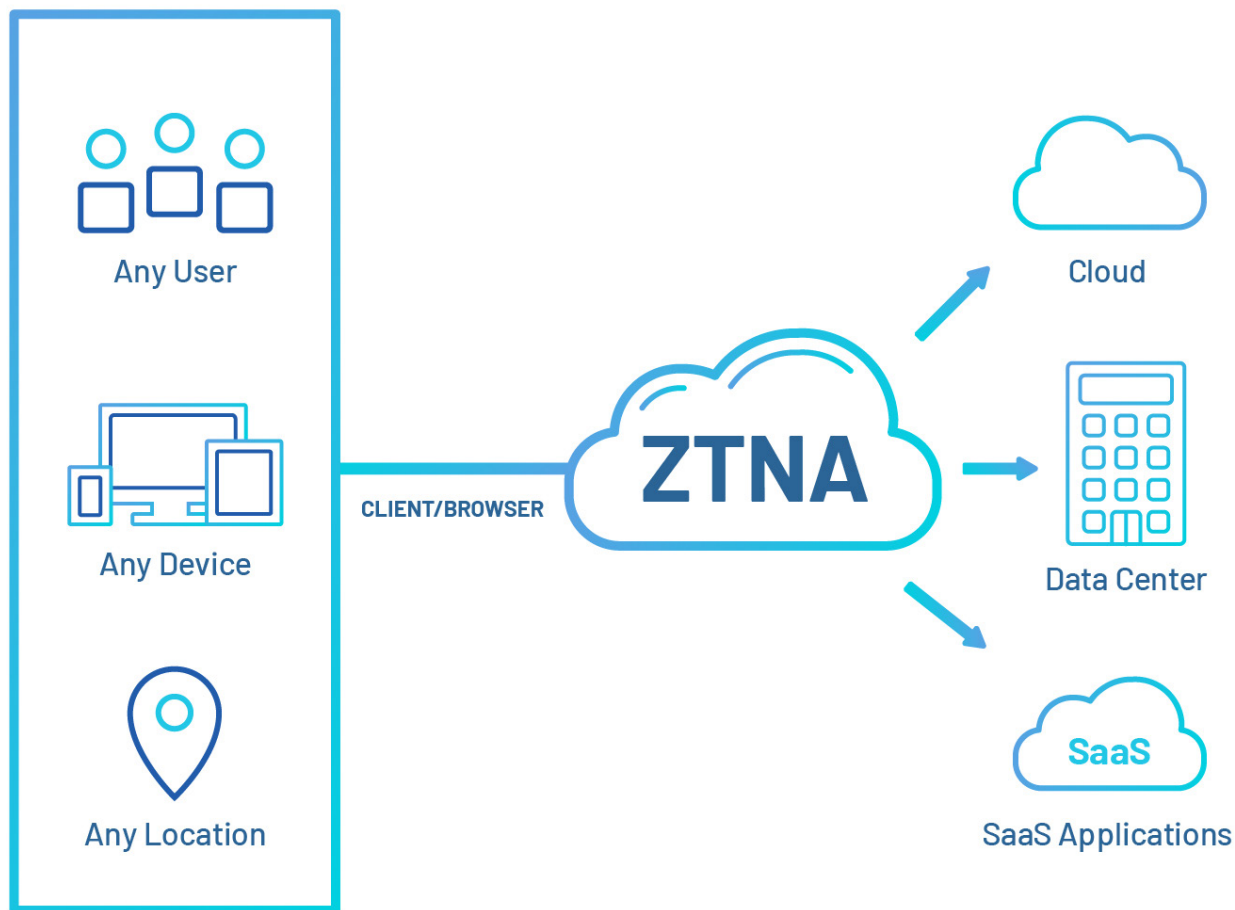 Any User
Any Device
Any Location
CLIENT/BROWSER
ZTNA
Cloud
Data Center
SaaS
SaaS Applications